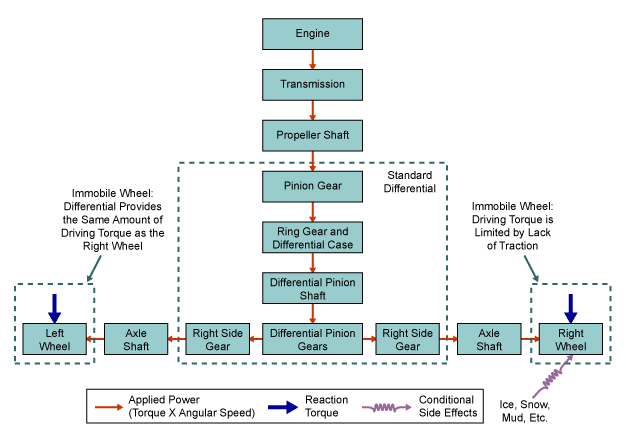 Engine
Transmission
Propeller Shaft
Standard
Differential
Pinion Gear
Immobile Wheel:
Differential Provides
the Same Amount of
Driving Torque as the
Right Wheel
Immobile Wheel:
Driving Torque is
Limited by Lack
of Traction
Ring Gear and
Differential Case
Differential Pinion
Shaft
Left
Wheel
Axle
Shaft
Right Side
Gear
Differential Pinion
Gears
Right Side
Gear
Axle
Shaft
Right
Wheel
Applied Power
(Torque X Angular Speed)
Reaction
Torque
Conditional
Side Effects
Ice, Snow,
Mud, Etc.